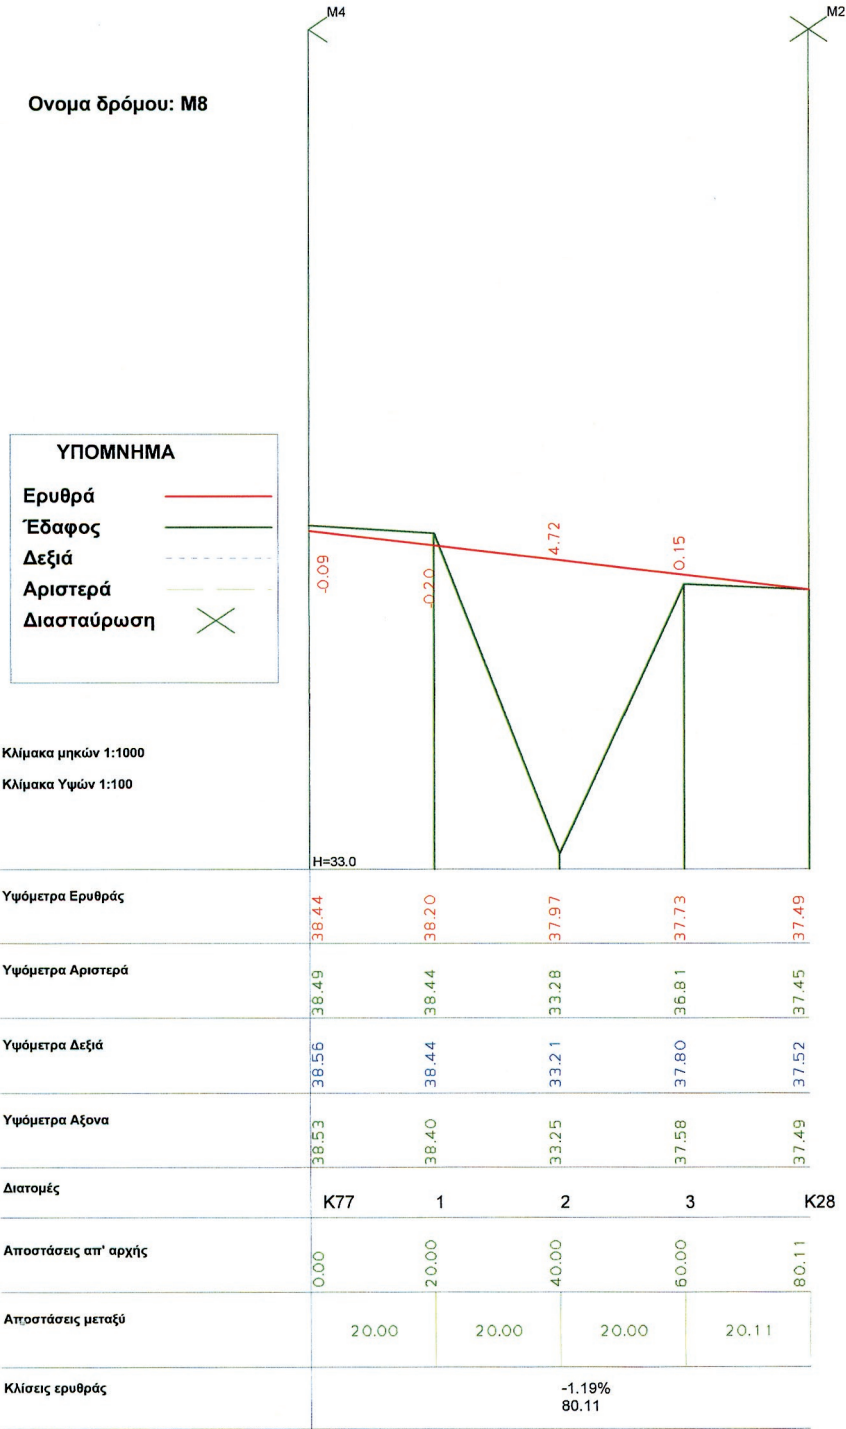 M4
M2
Ονομα δρόμου: M8
ΥΠΟΜΝΗΜΑ
Ερυθρά
Έδαφος
Δεξιά
Αριστερά
Διασταύρωση
-0.09
-0.20
4.72
0.15
Κλίμακα μηκών 1:1000
Κλίμακα Υψών 1:100
H=33.0
Υψόμετρα Ερυθράς 38.44 38.20 37.97 37.73 37.49
Υψόμετρα Αριστερά 38.49 38.44 33.28 36.81 37.45
Υψόμετρα Δεξιά 38.56 38.44 33.21 37.80 37.52
Υψόμετρα Αξονα 38.53 38.40 33.25 37.58 37.49
Διατομές K77 1 2 3 K28
Αποστάσεις απ' αρχής 0.00 20.00 40.00 60.00 80.11
Αποστάσεις μεταξύ 20.00 20.00 20.00 20.11
Κλίσεις ερυθράς -1.19%
80.11